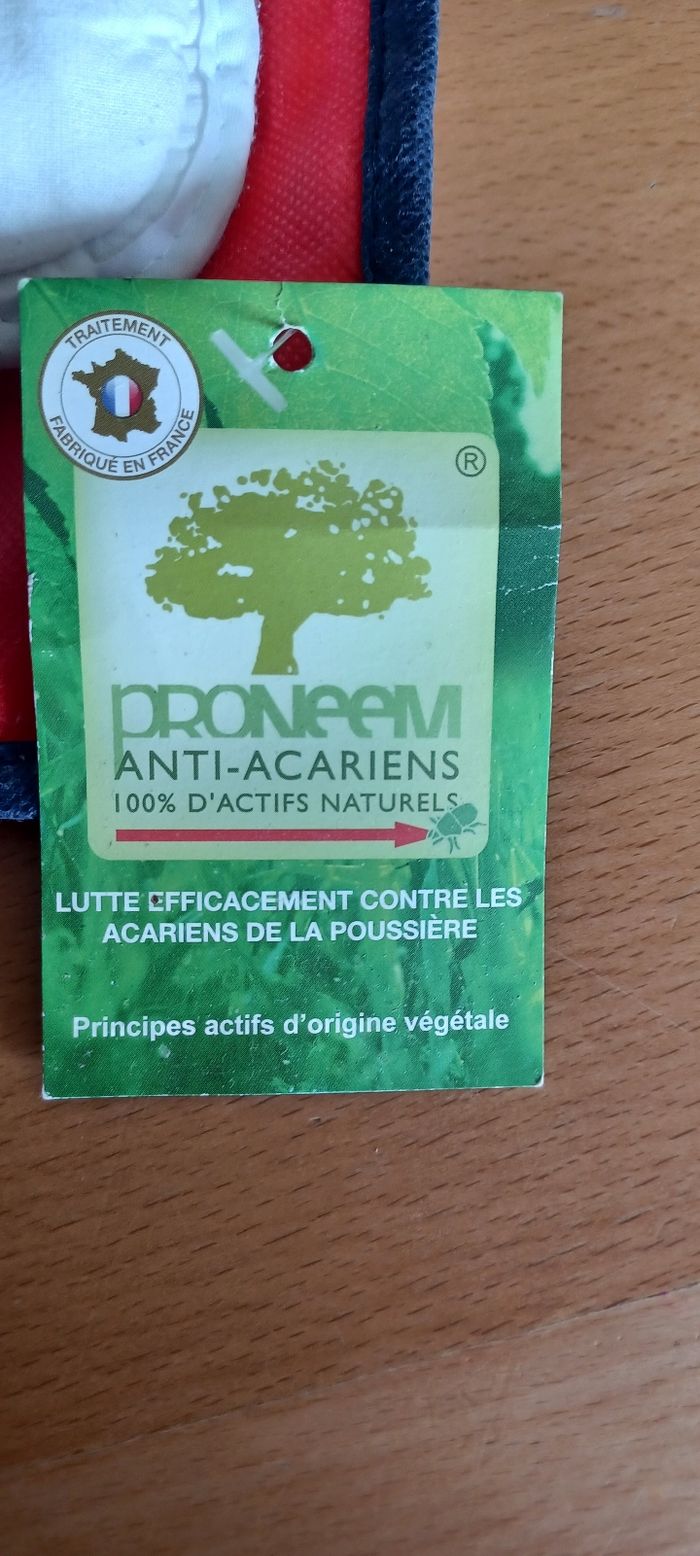 TRAITEMENT
FABRIQUÉ EN FRANCE
®
PRONEEM
ANTI-ACARIENS
100% D'ACTIFS NATURELS
LUTTE EFFICACEMENT CONTRE LES
ACARIENS DE LA POUSSIÈRE
Principes actifs d'origine végétale